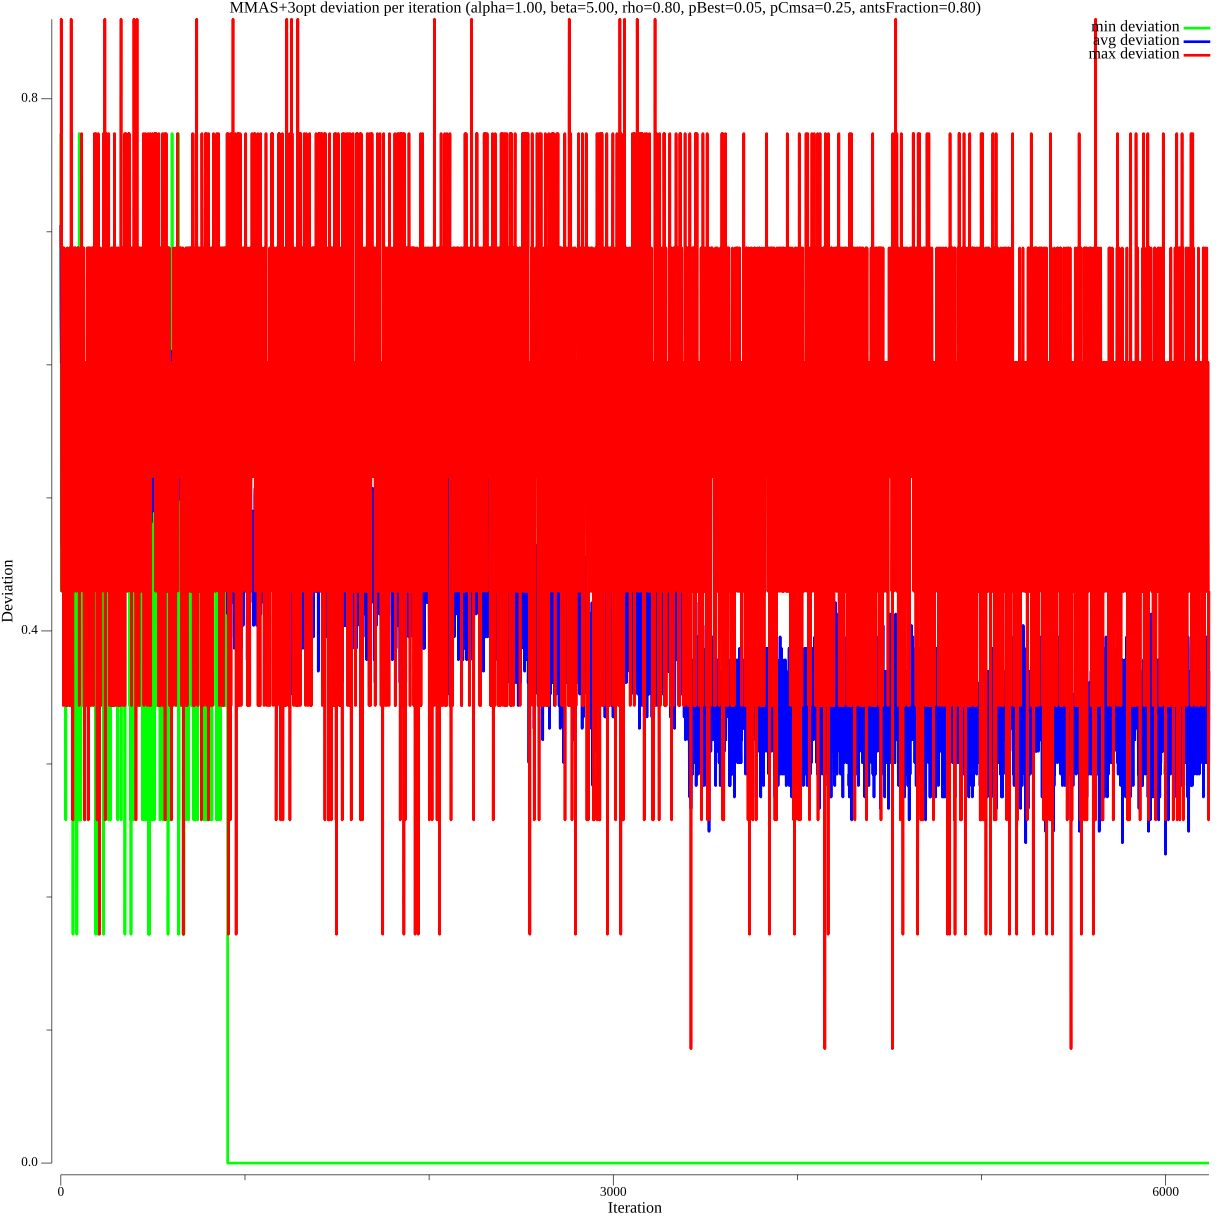 MMAS+3opt deviation per iteration (alpha=1.00, beta=5.00, rho=0.80, pBest=0.05, pCmsa=0.25, antsFraction=0.80)
min deviation
avg deviation
max deviation
0.8
0.4
0.0
Deviation
0
3000
6000
Iteration